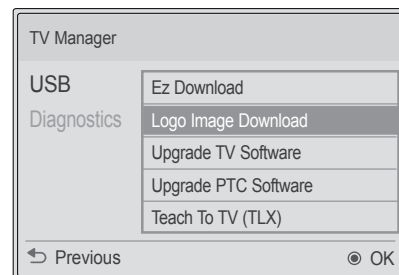 TV Manager
USB
Diagnostics
Ez Download
Logo Image Download
Upgrade TV Software
Upgrade PTC Software
Teach To TV (TLX)
Previous
OK